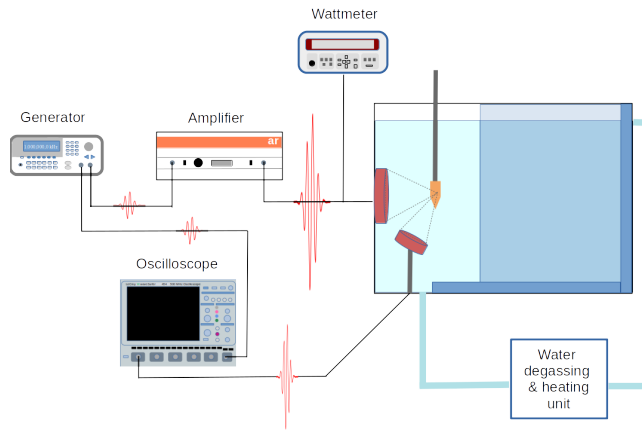 Wattmeter
Generator
Amplifier
ar
Oscilloscope
Water
degassing
& heating
unit